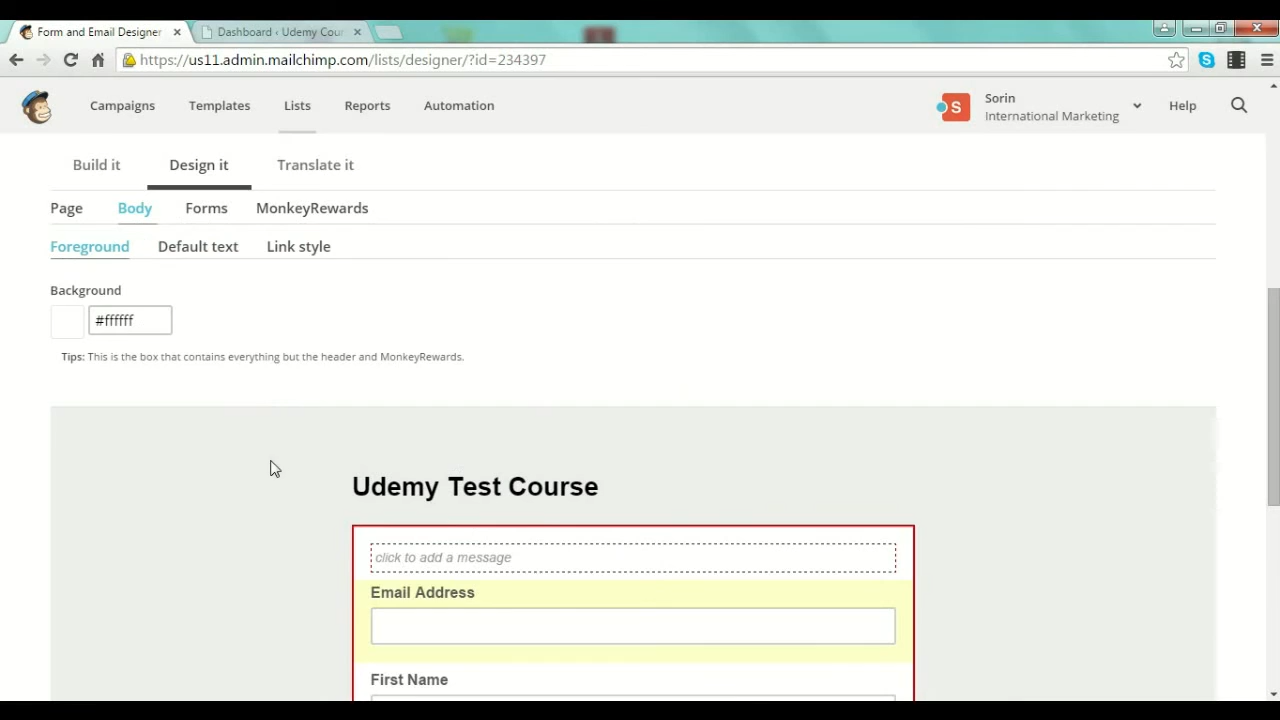 Form and Email Designer
Dashboard ‹ Udemy Cour
https://us11.admin.mailchimp.com/lists/designer/?id=234397
Campaigns Templates Lists Reports Automation
S Sorin Help
International Marketing
Build it Design it Translate it
Page Body Forms MonkeyRewards
Foreground Default text Link style
Background
#ffffff
Tips: This is the box that contains everything but the header and MonkeyRewards.
Udemy Test Course
click to add a message
Email Address
First Name